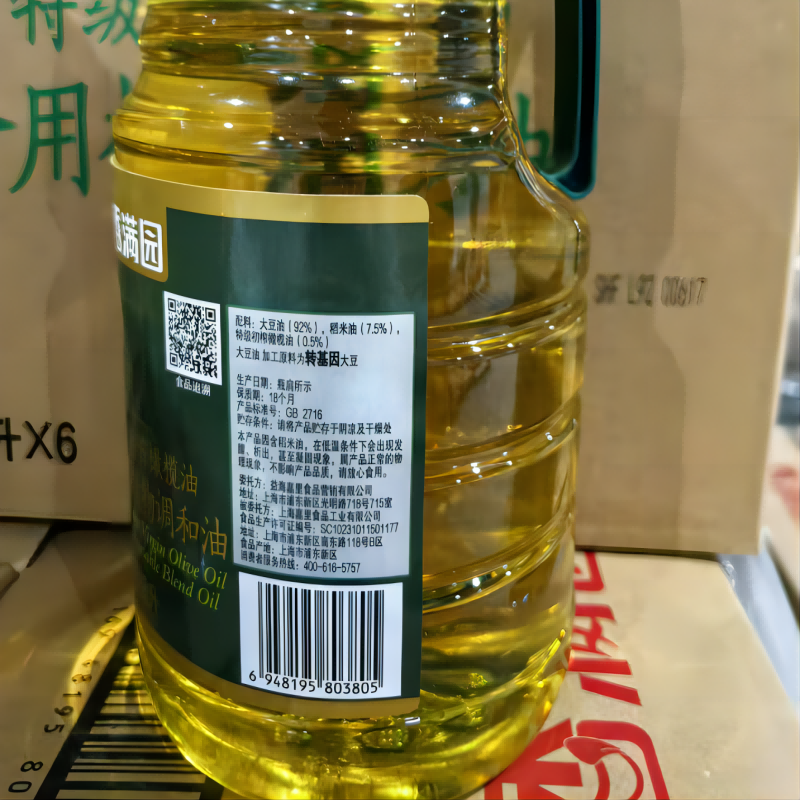 特级
用
升X6
满园
食品追溯
配料：大豆油（92%），稻米油（7.5%），
特级初榨橄榄油（0.5%）
大豆油 加工原料为转基因大豆
生产日期：瓶肩所示
保质期：18个月
产品标准号：GB 2716
贮存条件：请将产品贮存于阴凉及干燥处
本产品因含稻米油，在低温条件下会出现发
朦、析出，甚至凝固现象，属产品正常的物
理现象，不影响产品品质，请放心食用。
委托方：益海嘉里食品营销有限公司
地址：上海市浦东新区光明路718号715室
被委托方：上海嘉里食品工业有限公司
食品生产许可证编号：SC10231011501177
地址：上海市浦东新区高东路118号B区
食品产地：上海市浦东新区
消费者服务热线：400-616-5757
橄榄油
调和油
Virgin Olive Oil
Blend Oil
6 948195 803805
SHF L92 00617
8195 80